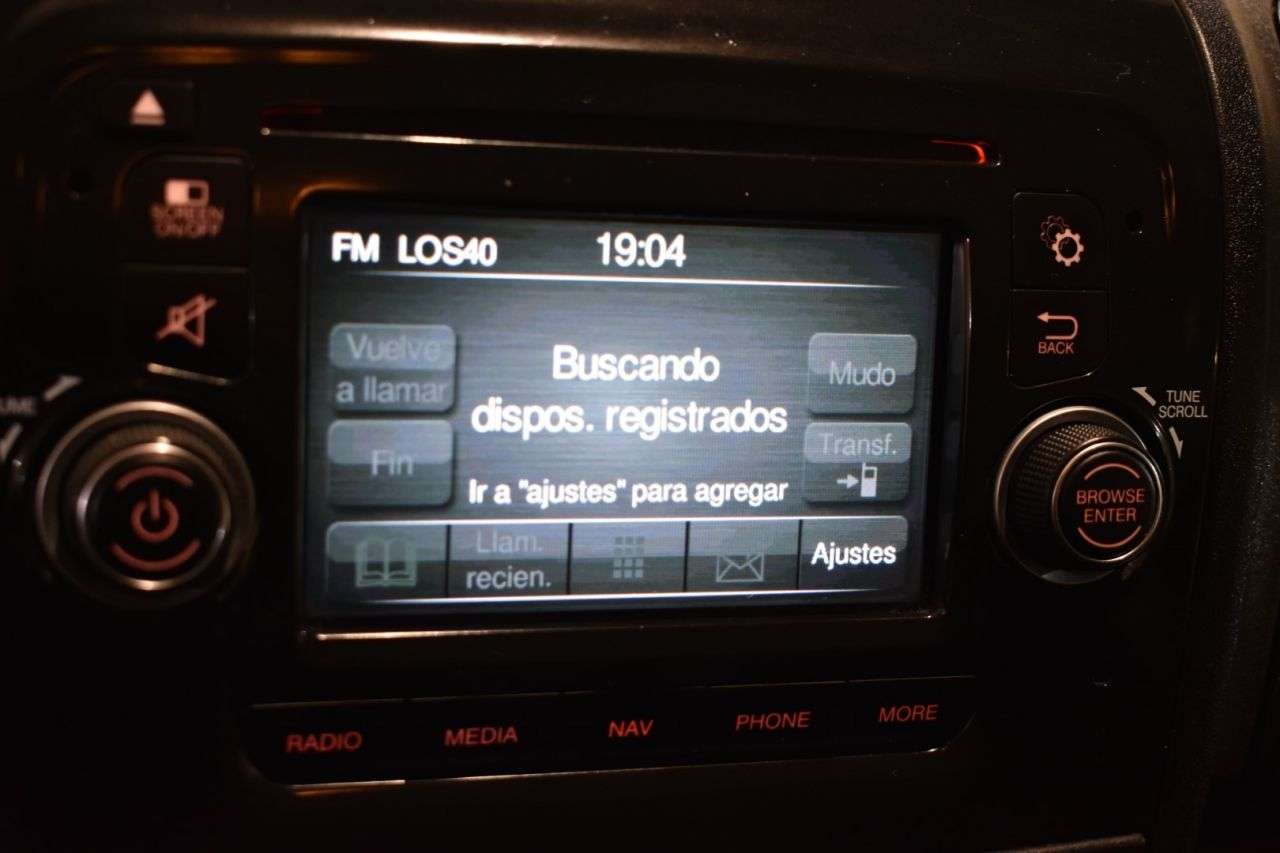 SCREEN
ON/OFF
FM LOS40 19:04
Vuelve
a llamar
Buscando
dispos. registrados
Mudo
Fin
Transf.
Ir a "ajustes" para agregar
Llam.
recien.
Ajustes
BACK
TUNE
SCROLL
BROWSE
ENTER
RADIO
MEDIA
NAV
PHONE
MORE